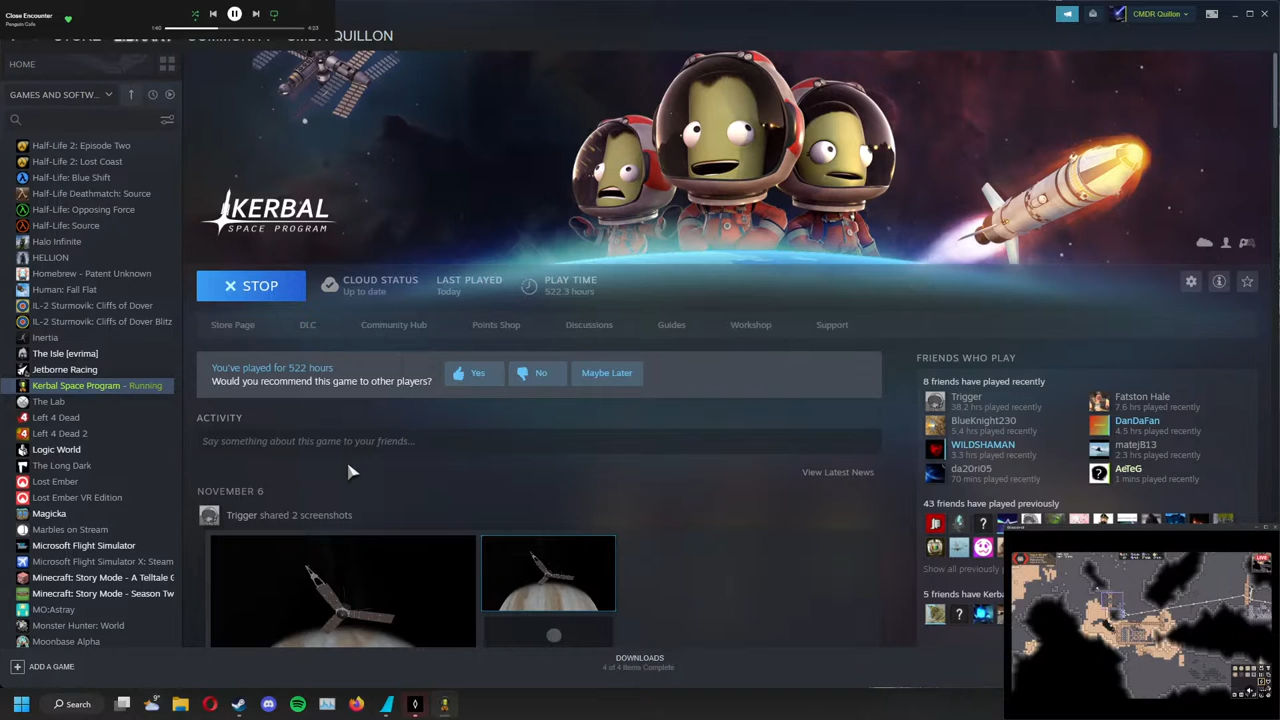 Close Encounter
Penguin Cafe
1:40
4:23
STORE LIBRARY COMMUNITY CMDR QUILLON
CMDR Quillon
HOME
GAMES AND SOFTW...
Half-Life 2: Episode Two
Half-Life 2: Lost Coast
Half-Life: Blue Shift
Half-Life Deathmatch: Source
Half-Life: Opposing Force
Half-Life: Source
Halo Infinite
HELLION
Homebrew - Patent Unknown
Human: Fall Flat
IL-2 Sturmovik: Cliffs of Dover
IL-2 Sturmovik: Cliffs of Dover Blitz
Inertia
The Isle [evrima]
Jetborne Racing
Kerbal Space Program - Running
The Lab
Left 4 Dead
Left 4 Dead 2
Logic World
The Long Dark
Lost Ember
Lost Ember VR Edition
Magicka
Marbles on Stream
Microsoft Flight Simulator
Microsoft Flight Simulator X: Steam
Minecraft: Story Mode - A Telltale G
Minecraft: Story Mode - Season Tw
MO:Astray
Monster Hunter: World
Moonbase Alpha
ADD A GAME
KERBAL
SPACE PROGRAM
STOP
CLOUD STATUS
Up to date
LAST PLAYED
Today
PLAY TIME
522.3 hours
Store Page
DLC
Community Hub
Points Shop
Discussions
Guides
Workshop
Support
You've played for 522 hours
Would you recommend this game to other players?
Yes
No
Maybe Later
ACTIVITY
Say something about this game to your friends...
View Latest News
NOVEMBER 6
Trigger shared 2 screenshots
FRIENDS WHO PLAY
8 friends have played recently
Trigger
38.2 hrs played recently
Fatston Hale
7.6 hrs played recently
BlueKnight230
5.4 hrs played recently
DanDaFan
4.5 hrs played recently
WILDSHAMAN
3.3 hrs played recently
matejB13
2.3 hrs played recently
da20ri05
70 mins played recently
AeTeG
1 mins played recently
43 friends have played previously
Show all previously
5 friends have Kerba
Discord
LIVE
DOWNLOADS
4 of 4 Items Complete
9°
Search